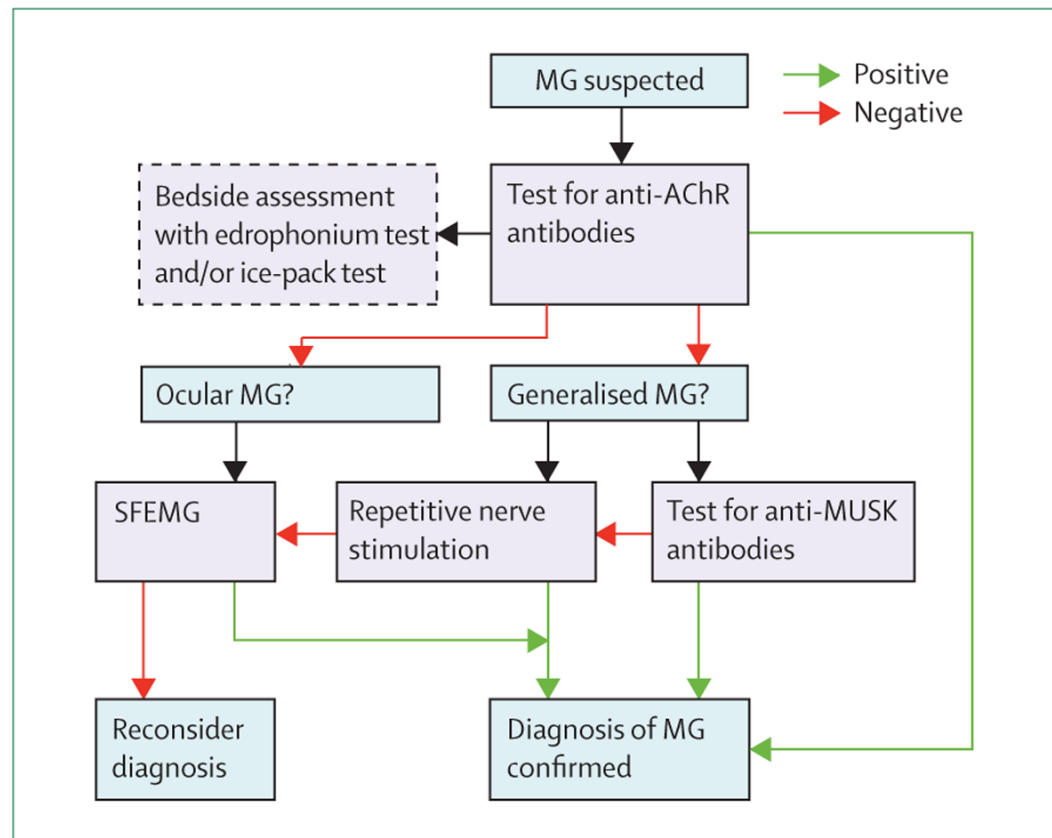 MG suspected
Positive
Negative
Bedside assessment
with edrophonium test
and/or ice-pack test
Test for anti-AChR
antibodies
Ocular MG?
Generalised MG?
SFEMG
Repetitive nerve
stimulation
Test for anti-MUSK
antibodies
Reconsider
diagnosis
Diagnosis of MG
confirmed